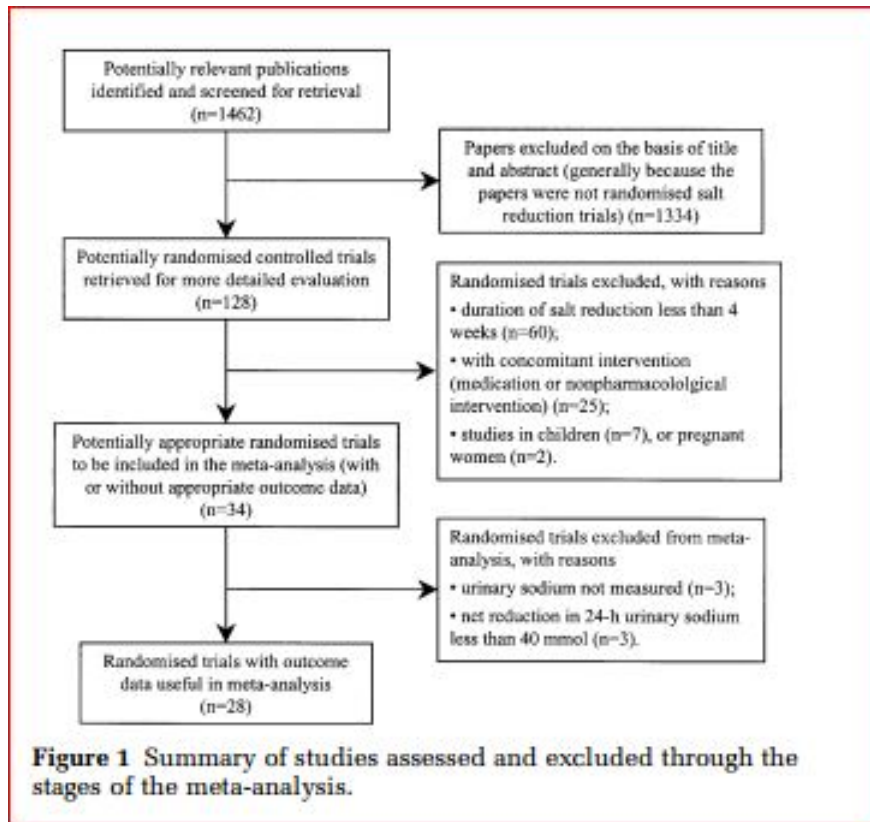 Potentially relevant publications
identified and screened for retrieval
(n=1462)
Papers excluded on the basis of title
and abstract (generally because the
papers were not randomised salt
reduction trials) (n=1334)
Potentially randomised controlled trials
retrieved for more detailed evaluation
(n=128)
Randomised trials excluded, with reasons
• duration of salt reduction less than 4
weeks (n=60);
• with concomitant intervention
(medication or nonpharmacololgical
intervention) (n=25);
• studies in children (n=7), or pregnant
women (n=2).
Potentially appropriate randomised trials
to be included in the meta-analysis (with
or without appropriate outcome data)
(n=34)
Randomised trials excluded from meta-
analysis, with reasons
• urinary sodium not measured (n=3);
• net reduction in 24-h urinary sodium
less than 40 mmol (n=3).
Randomised trials with outcome
data useful in meta-analysis
(n=28)
Figure 1 Summary of studies assessed and excluded through the
stages of the meta-analysis.